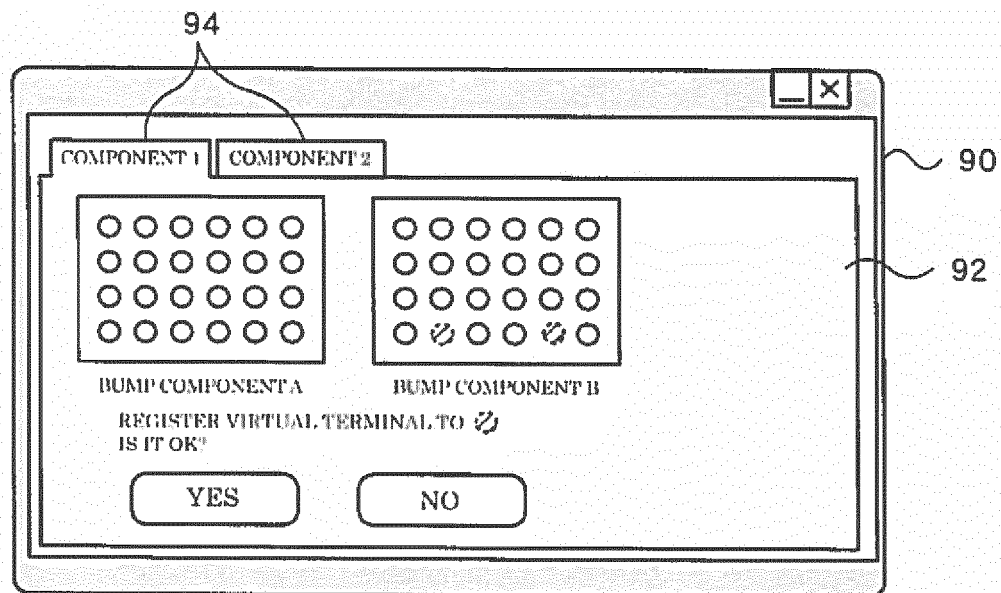 94
COMPONENT 1
COMPONENT 2
90
92
BUMP COMPONENT A
BUMP COMPONENT B
REGISTER VIRTUAL TERMINAL TO
IS IT OK?
YES
NO